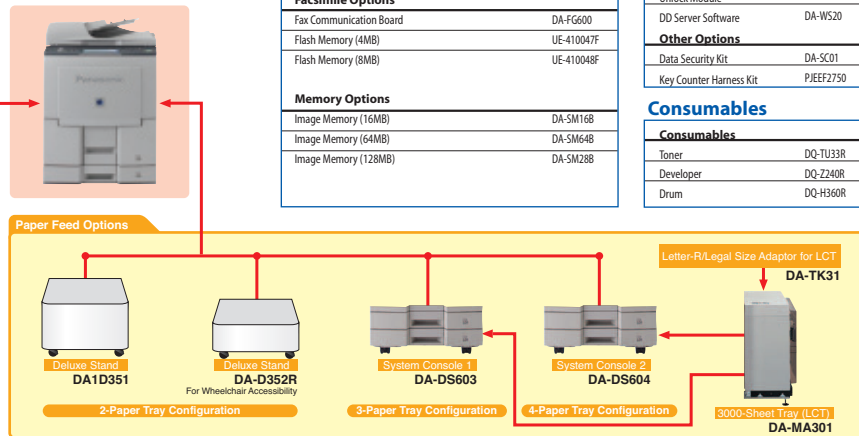 Panasonic
Facsimile Options
Fax Communication Board DA-FG600
Flash Memory (4MB) UE-410047F
Flash Memory (8MB) UE-410048F
Memory Options
Image Memory (16MB) DA-SM16B
Image Memory (64MB) DA-SM64B
Image Memory (128MB) DA-SM28B
Unlock Module
DD Server Software DA-WS20
Other Options
Data Security Kit DA-SC01
Key Counter Harness Kit PJEEF2750
Consumables
Consumables
Toner DQ-TU33R
Developer DQ-Z240R
Drum DQ-H360R
Paper Feed Options
Letter-R/Legal Size Adaptor for LCT
DA-TK31
Deluxe Stand
DA1D351
Deluxe Stand
DA-D352R
For Wheelchair Accessibility
2-Paper Tray Configuration
System Console 1
DA-DS603
3-Paper Tray Configuration
System Console 2
DA-DS604
4-Paper Tray Configuration
3000-Sheet Tray (LCT)
DA-MA301